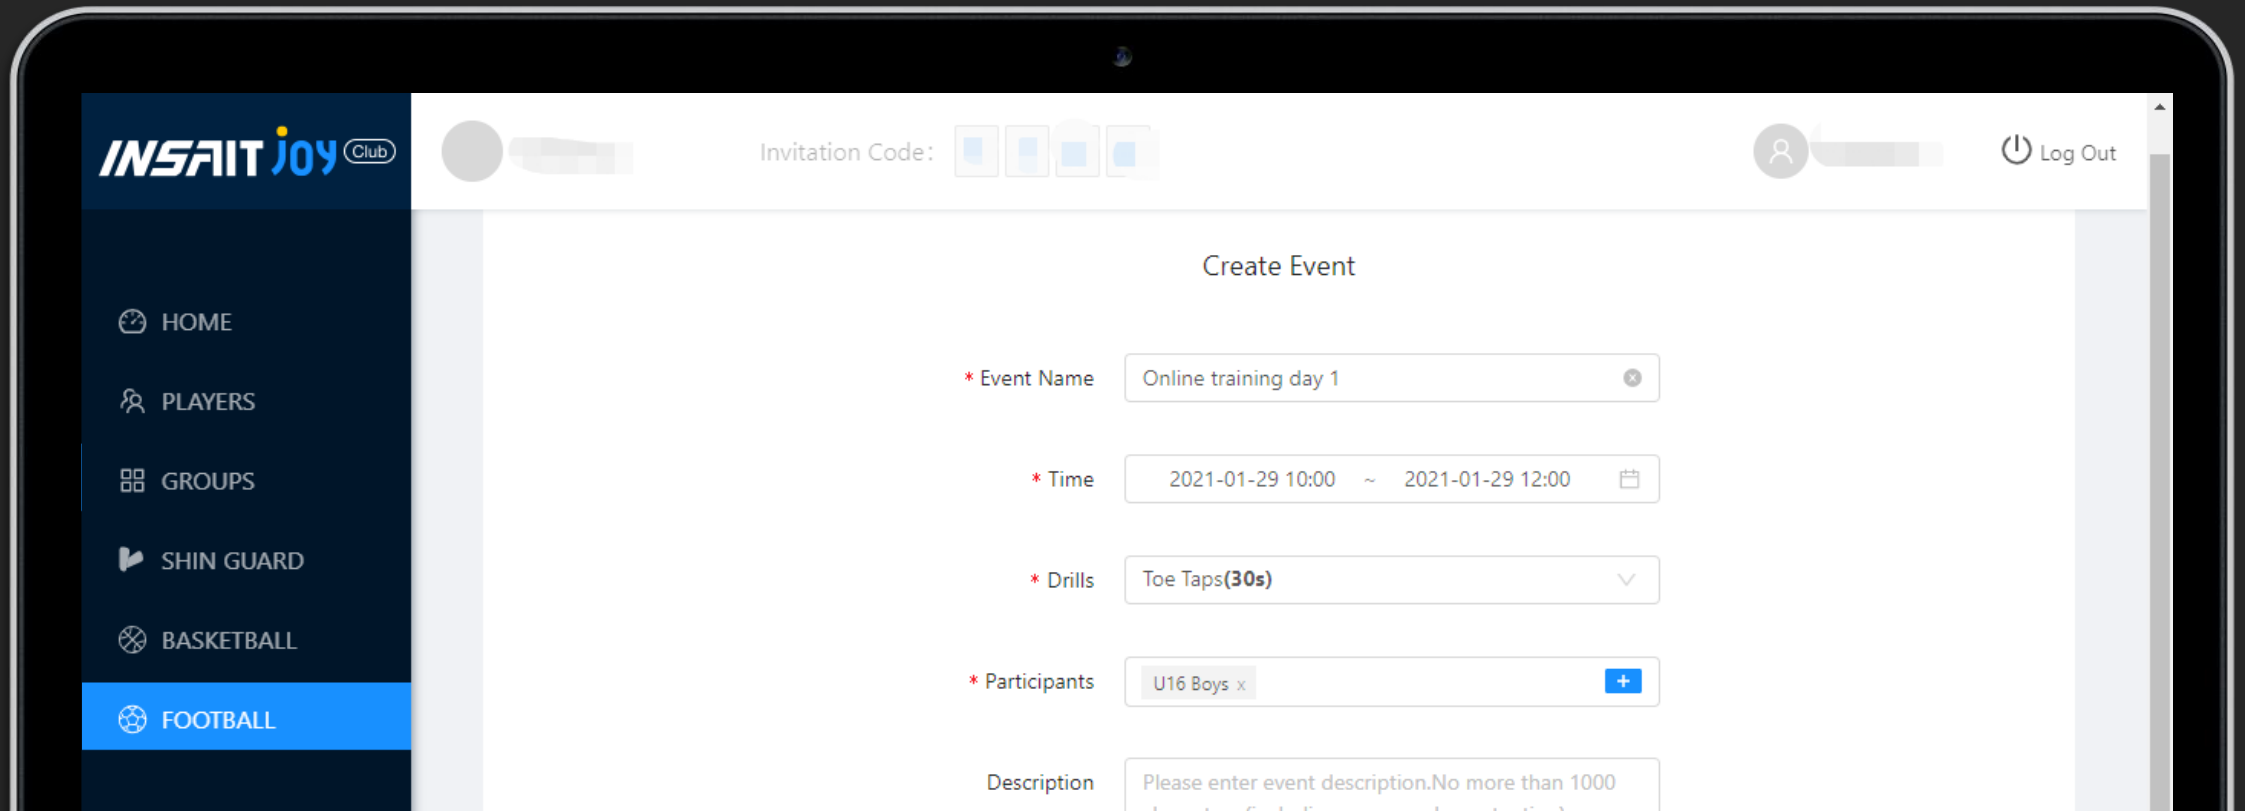 INSAIT JOY Club
Invitation Code:
Log Out
Create Event
HOME
PLAYERS
GROUPS
SHIN GUARD
BASKETBALL
FOOTBALL
* Event Name Online training day 1
* Time 2021-01-29 10:00 ~ 2021-01-29 12:00
* Drills Toe Taps(30s)
* Participants U16 Boys x +
Description Please enter event description.No more than 1000